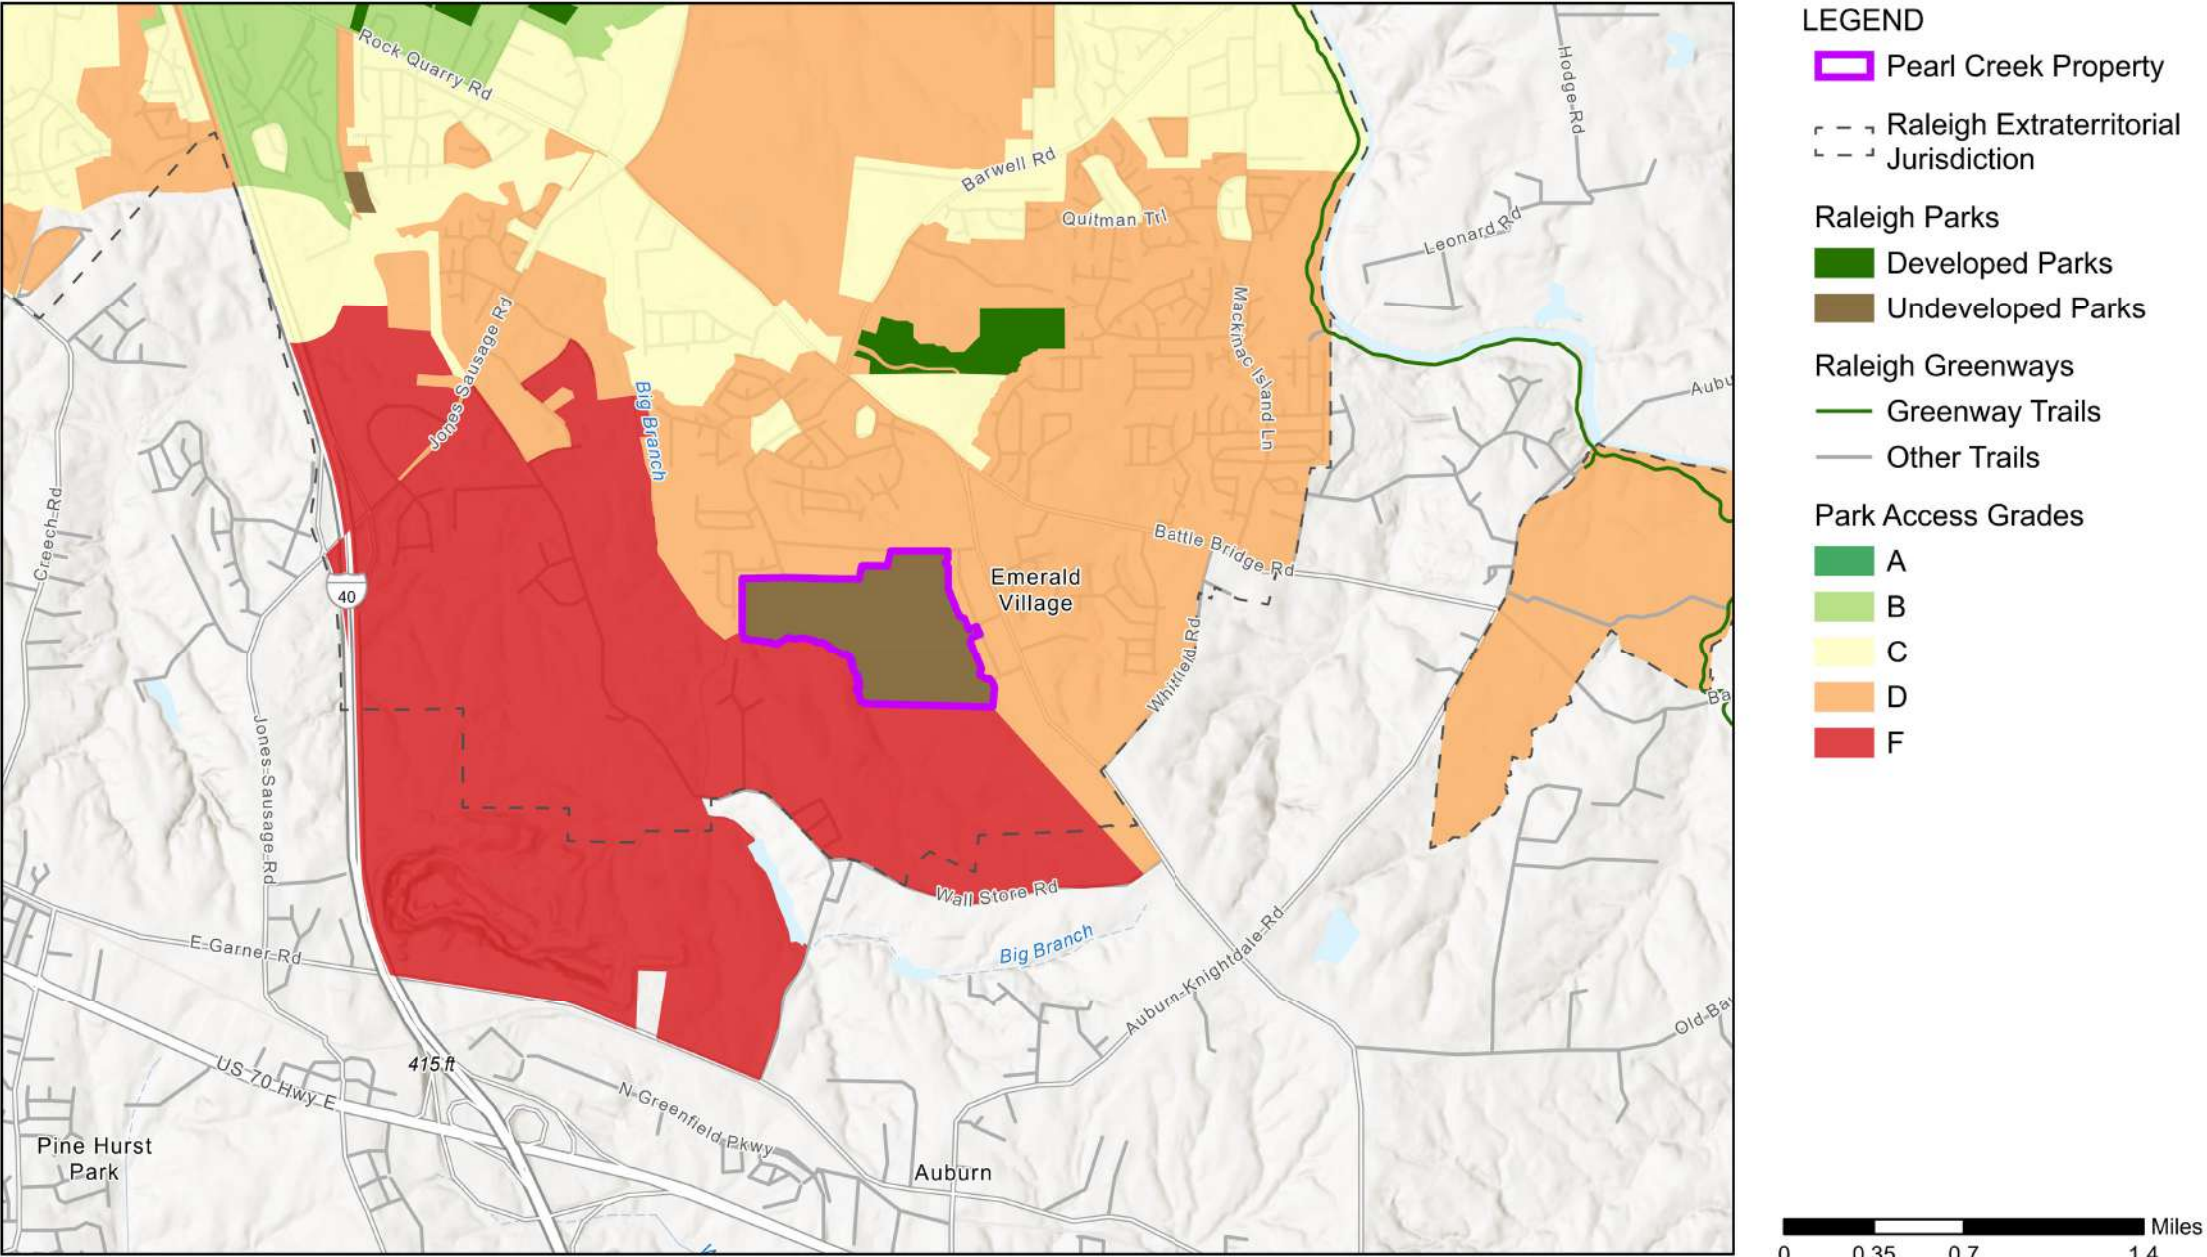 Rock Quarry Rd
Barwell Rd
Quitman Trl
Hodge-Rd
Leonard Rd
Mackinac Island Ln
Jones Sausage Rd
Big Branch
Aubu
Creech-Rd
40
Battle Bridge Rd
Emerald
Village
Whitfield Rd
Ba
Jones-Sausage-Rd
Wall Store Rd
Big Branch
E-Garner-Rd
Auburn-Knightdale-Rd
Old-Ba
415 ft
US 70 Hwy E
N-Greenfield Pkwy
Pine Hurst
Park
Auburn
LEGEND
Pearl Creek Property
Raleigh Extraterritorial
Jurisdiction
Raleigh Parks
Developed Parks
Undeveloped Parks
Raleigh Greenways
Greenway Trails
Other Trails
Park Access Grades
A
B
C
D
F
Miles
0 0.35 0.7 1.4